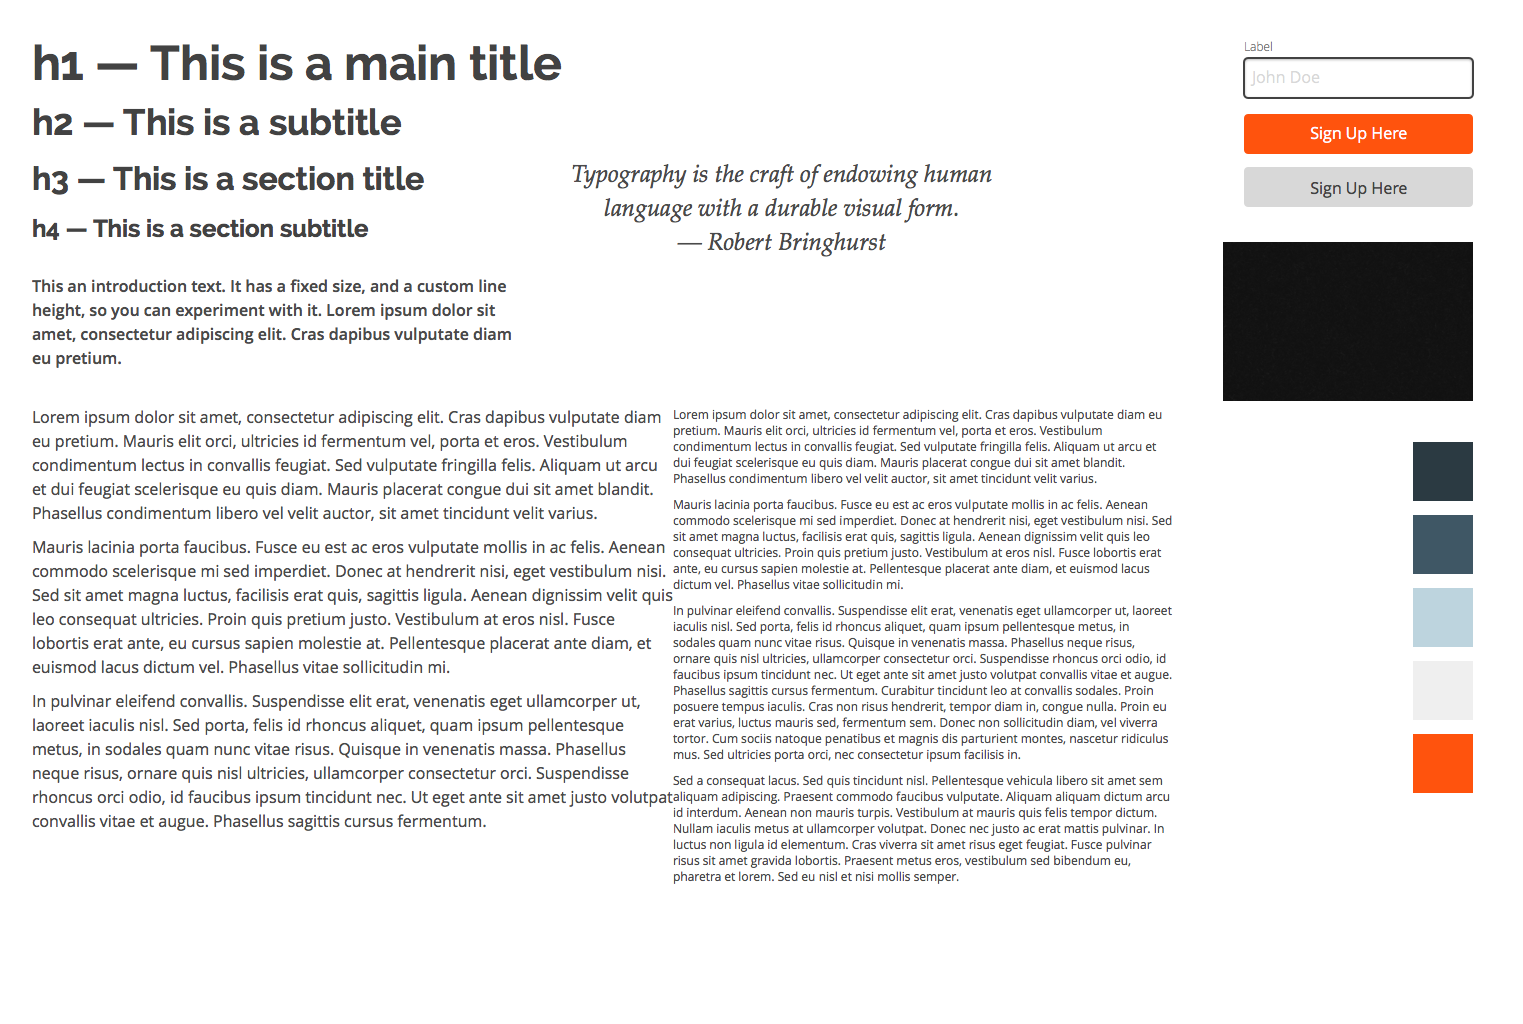 h1 — This is a main title
h2 — This is a subtitle
h3 — This is a section title
h4 — This is a section subtitle
This an introduction text. It has a fixed size, and a custom line
height, so you can experiment with it. Lorem ipsum dolor sit
amet, consectetur adipiscing elit. Cras dapibus vulputate diam
eu pretium.
Typography is the craft of endowing human
language with a durable visual form.
— Robert Bringhurst
Label
John Doe
Sign Up Here
Sign Up Here
Lorem ipsum dolor sit amet, consectetur adipiscing elit. Cras dapibus vulputate diam
eu pretium. Mauris elit orci, ultricies id fermentum vel, porta et eros. Vestibulum
condimentum lectus in convallis feugiat. Sed vulputate fringilla felis. Aliquam ut arcu
et dui feugiat scelerisque eu quis diam. Mauris placerat congue dui sit amet blandit.
Phasellus condimentum libero vel velit auctor, sit amet tincidunt velit varius.
Mauris lacinia porta faucibus. Fusce eu est ac eros vulputate mollis in ac felis. Aenean
commodo scelerisque mi sed imperdiet. Donec at hendrerit nisi, eget vestibulum nisi.
Sed sit amet magna luctus, facilisis erat quis, sagittis ligula. Aenean dignissim velit quis
leo consequat ultricies. Proin quis pretium justo. Vestibulum at eros nisl. Fusce
lobortis erat ante, eu cursus sapien molestie at. Pellentesque placerat ante diam, et
euismod lacus dictum vel. Phasellus vitae sollicitudin mi.
In pulvinar eleifend convallis. Suspendisse elit erat, venenatis eget ullamcorper ut,
laoreet iaculis nisl. Sed porta, felis id rhoncus aliquet, quam ipsum pellentesque
metus, in sodales quam nunc vitae risus. Quisque in venenatis massa. Phasellus
neque risus, ornare quis nisl ultricies, ullamcorper consectetur orci. Suspendisse
rhoncus orci odio, id faucibus ipsum tincidunt nec. Ut eget ante sit amet justo volutpat
convallis vitae et augue. Phasellus sagittis cursus fermentum.
Lorem ipsum dolor sit amet, consectetur adipiscing elit. Cras dapibus vulputate diam eu
pretium. Mauris elit orci, ultricies id fermentum vel, porta et eros. Vestibulum
condimentum lectus in convallis feugiat. Sed vulputate fringilla felis. Aliquam ut arcu et
dui feugiat scelerisque eu quis diam. Mauris placerat congue dui sit amet blandit.
Phasellus condimentum libero vel velit auctor, sit amet tincidunt velit varius.
Mauris lacinia porta faucibus. Fusce eu est ac eros vulputate mollis in ac felis. Aenean
commodo scelerisque mi sed imperdiet. Donec at hendrerit nisi, eget vestibulum nisi. Sed
sit amet magna luctus, facilisis erat quis, sagittis ligula. Aenean dignissim velit quis leo
consequat ultricies. Proin quis pretium justo. Vestibulum at eros nisl. Fusce lobortis erat
ante, eu cursus sapien molestie at. Pellentesque placerat ante diam, et euismod lacus
dictum vel. Phasellus vitae sollicitudin mi.
In pulvinar eleifend convallis. Suspendisse elit erat, venenatis eget ullamcorper ut, laoreet
iaculis nisl. Sed porta, felis id rhoncus aliquet, quam ipsum pellentesque metus, in
sodales quam nunc vitae risus. Quisque in venenatis massa. Phasellus neque risus,
ornare quis nisl ultricies, ullamcorper consectetur orci. Suspendisse rhoncus orci odio, id
faucibus ipsum tincidunt nec. Ut eget ante sit amet justo volutpat convallis vitae et augue.
Phasellus sagittis cursus fermentum. Curabitur tincidunt leo at convallis sodales. Proin
posuere tempus iaculis. Cras non risus hendrerit, tempor diam in, congue nulla. Proin eu
erat varius, luctus mauris sed, fermentum sem. Donec non sollicitudin diam, vel viverra
tortor. Cum sociis natoque penatibus et magnis dis parturient montes, nascetur ridiculus
mus. Sed ultricies porta orci, nec consectetur ipsum facilisis in.
Sed a consequat lacus. Sed quis tincidunt nisl. Pellentesque vehicula libero sit amet sem
aliquam adipiscing. Praesent commodo faucibus vulputate. Aliquam aliquam dictum arcu
id interdum. Aenean non mauris turpis. Vestibulum at mauris quis felis tempor dictum.
Nullam iaculis metus at ullamcorper volutpat. Donec nec justo ac erat mattis pulvinar. In
luctus non ligula id elementum. Cras viverra sit amet risus eget feugiat. Fusce pulvinar
risus sit amet gravida lobortis. Praesent metus eros, vestibulum sed bibendum eu,
pharetra et lorem. Sed eu nisl et nisi mollis semper.